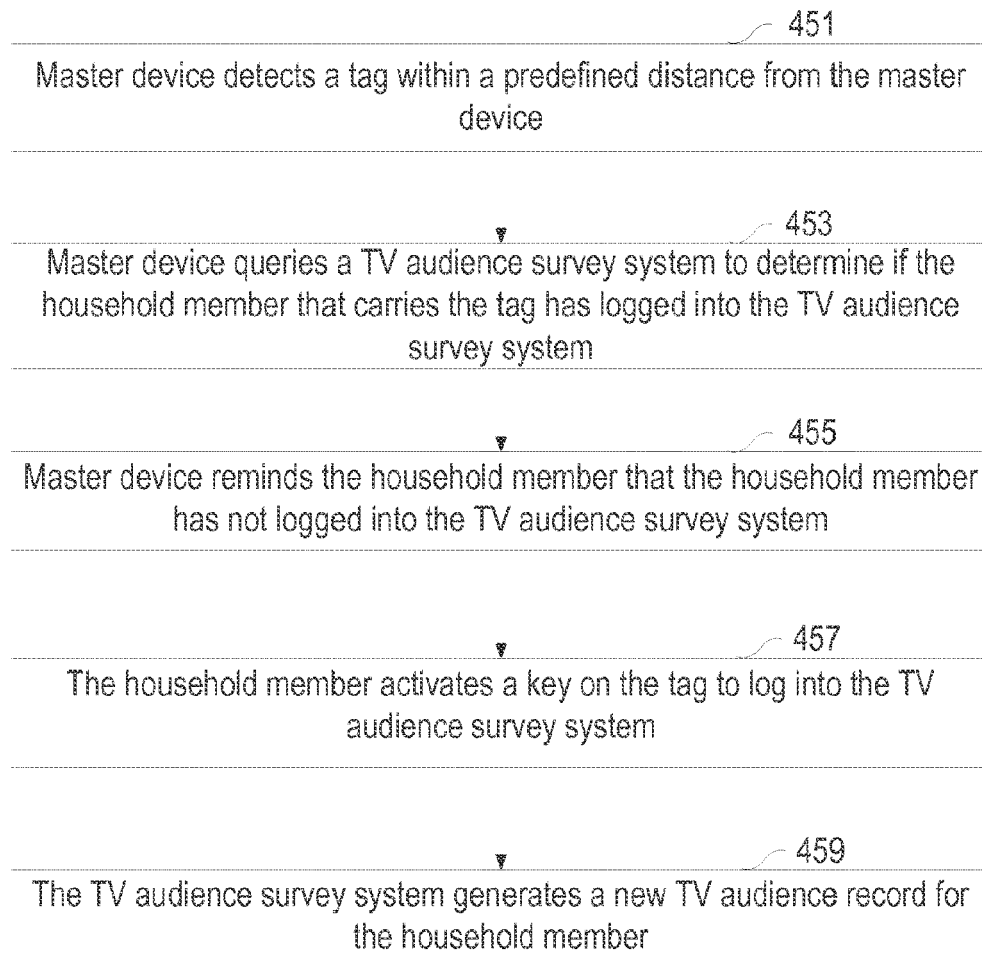 451
Master device detects a tag within a predefined distance from the master
device
453
Master device queries a TV audience survey system to determine if the
household member that carries the tag has logged into the TV audience
survey system
455
Master device reminds the household member that the household member
has not logged into the TV audience survey system
457
The household member activates a key on the tag to log into the TV
audience survey system
459
The TV audience survey system generates a new TV audience record for
the household member